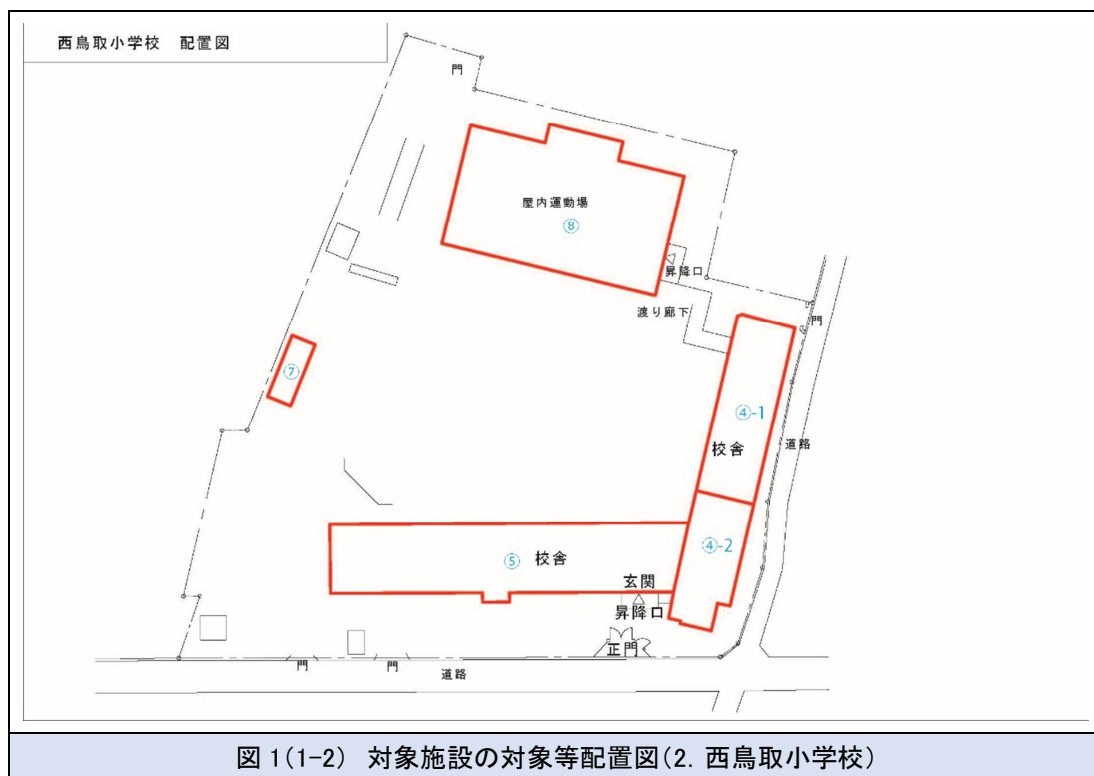 西鳥取小学校 配置図
門
屋内運動場
⑧
昇降口
渡り廊下
門
⑦
④-1
校舎
道路
④-2
⑤ 校舎
玄関
昇降口
正門
門
門
道路
図 1(1-2) 対象施設の対象等配置図(2. 西鳥取小学校)